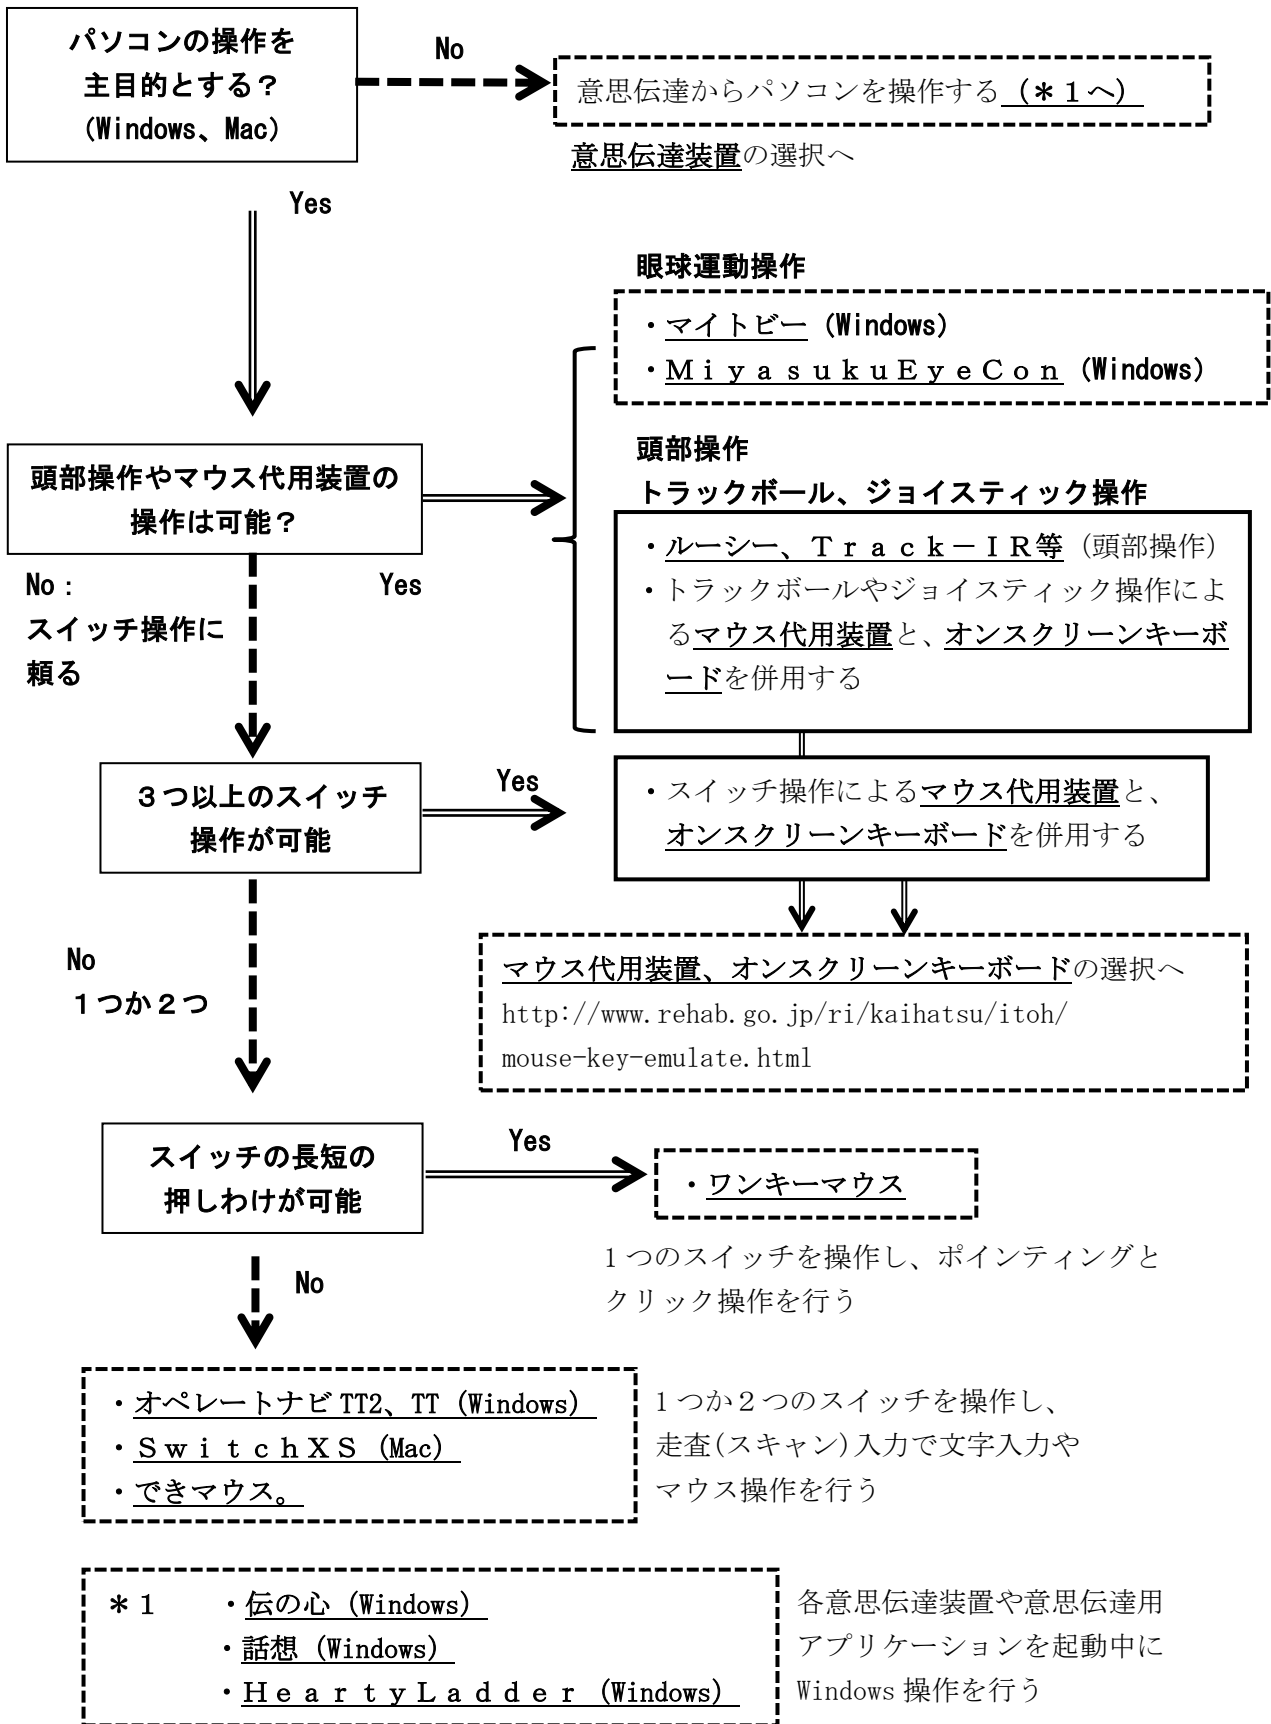 パソコンの操作を
主目的とする？
(Windows、Mac)
No
意思伝達からパソコンを操作する（＊１へ）
意思伝達装置の選択へ
Yes
眼球運動操作
・マイトビー (Windows)
・ＭｉｙａｓｕｋｕＥｙｅＣｏｎ (Windows)
頭部操作やマウス代用装置の
操作は可能？
頭部操作
トラックボール、ジョイスティック操作
・ルーシー、Ｔｒａｃｋ－ＩＲ等（頭部操作）
・トラックボールやジョイスティック操作によ
るマウス代用装置と、オンスクリーンキーボ
ードを併用する
No：
スイッチ操作に
頼る
Yes
３つ以上のスイッチ
操作が可能
Yes
・スイッチ操作によるマウス代用装置と、
オンスクリーンキーボードを併用する
No
１つか２つ
マウス代用装置、オンスクリーンキーボードの選択へ
http://www.rehab.go.jp/ri/kaihatsu/itoh/
mouse-key-emulate.html
スイッチの長短の
押しわけが可能
Yes
・ワンキーマウス
１つのスイッチを操作し、ポインティングと
クリック操作を行う
No
・オペレートナビ TT2、TT (Windows)
・ＳｗｉｔｃｈＸＳ (Mac)
・できマウス。
１つか２つのスイッチを操作し、
走査(スキャン)入力で文字入力や
マウス操作を行う
＊１ ・伝の心 (Windows)
・話想 (Windows)
・ＨｅａｒｔｙＬａｄｄｅｒ (Windows)
各意思伝達装置や意思伝達用
アプリケーションを起動中に
Windows 操作を行う